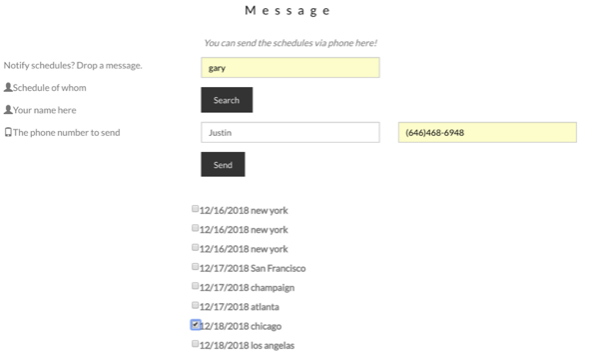 Message
You can send the schedules via phone here!
Notify schedules? Drop a message.
gary
Schedule of whom
Search
Your name here
The phone number to send
Justin
(646)468-6948
Send
12/16/2018 new york
12/16/2018 new york
12/16/2018 new york
12/17/2018 San Francisco
12/17/2018 champaign
12/17/2018 atlanta
12/18/2018 chicago
12/18/2018 los angelas